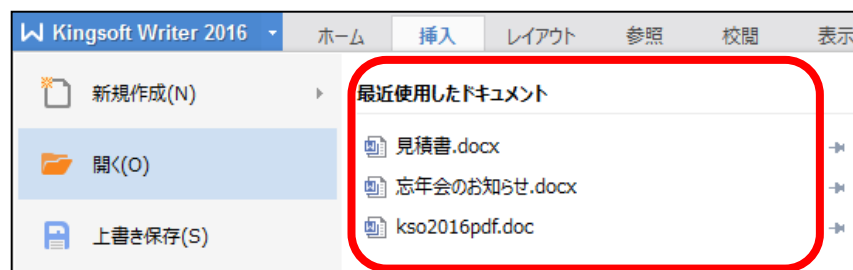 Kingsoft Writer 2016 ホーム 挿入 レイアウト 参照 校閲 表示
新規作成(N)
開く(O)
上書き保存(S)
最近使用したドキュメント
見積書.docx
忘年会のお知らせ.docx
kso2016pdf.doc